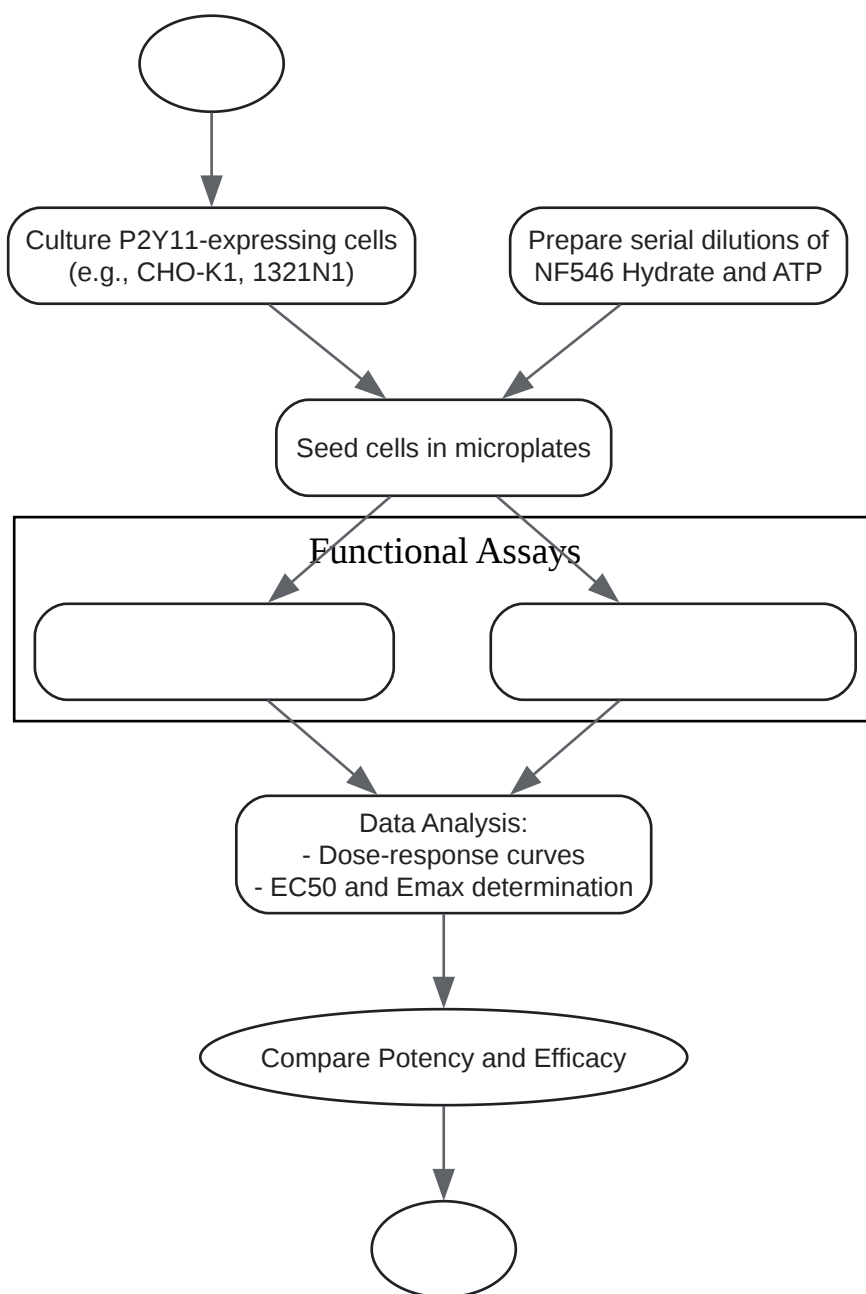 Culture P2Y11-expressing cells
(e.g., CHO-K1, 1321N1)
Prepare serial dilutions of
NF546 Hydrate and ATP
Seed cells in microplates
Functional Assays
Data Analysis:
- Dose-response curves
- EC50 and Emax determination
Compare Potency and Efficacy